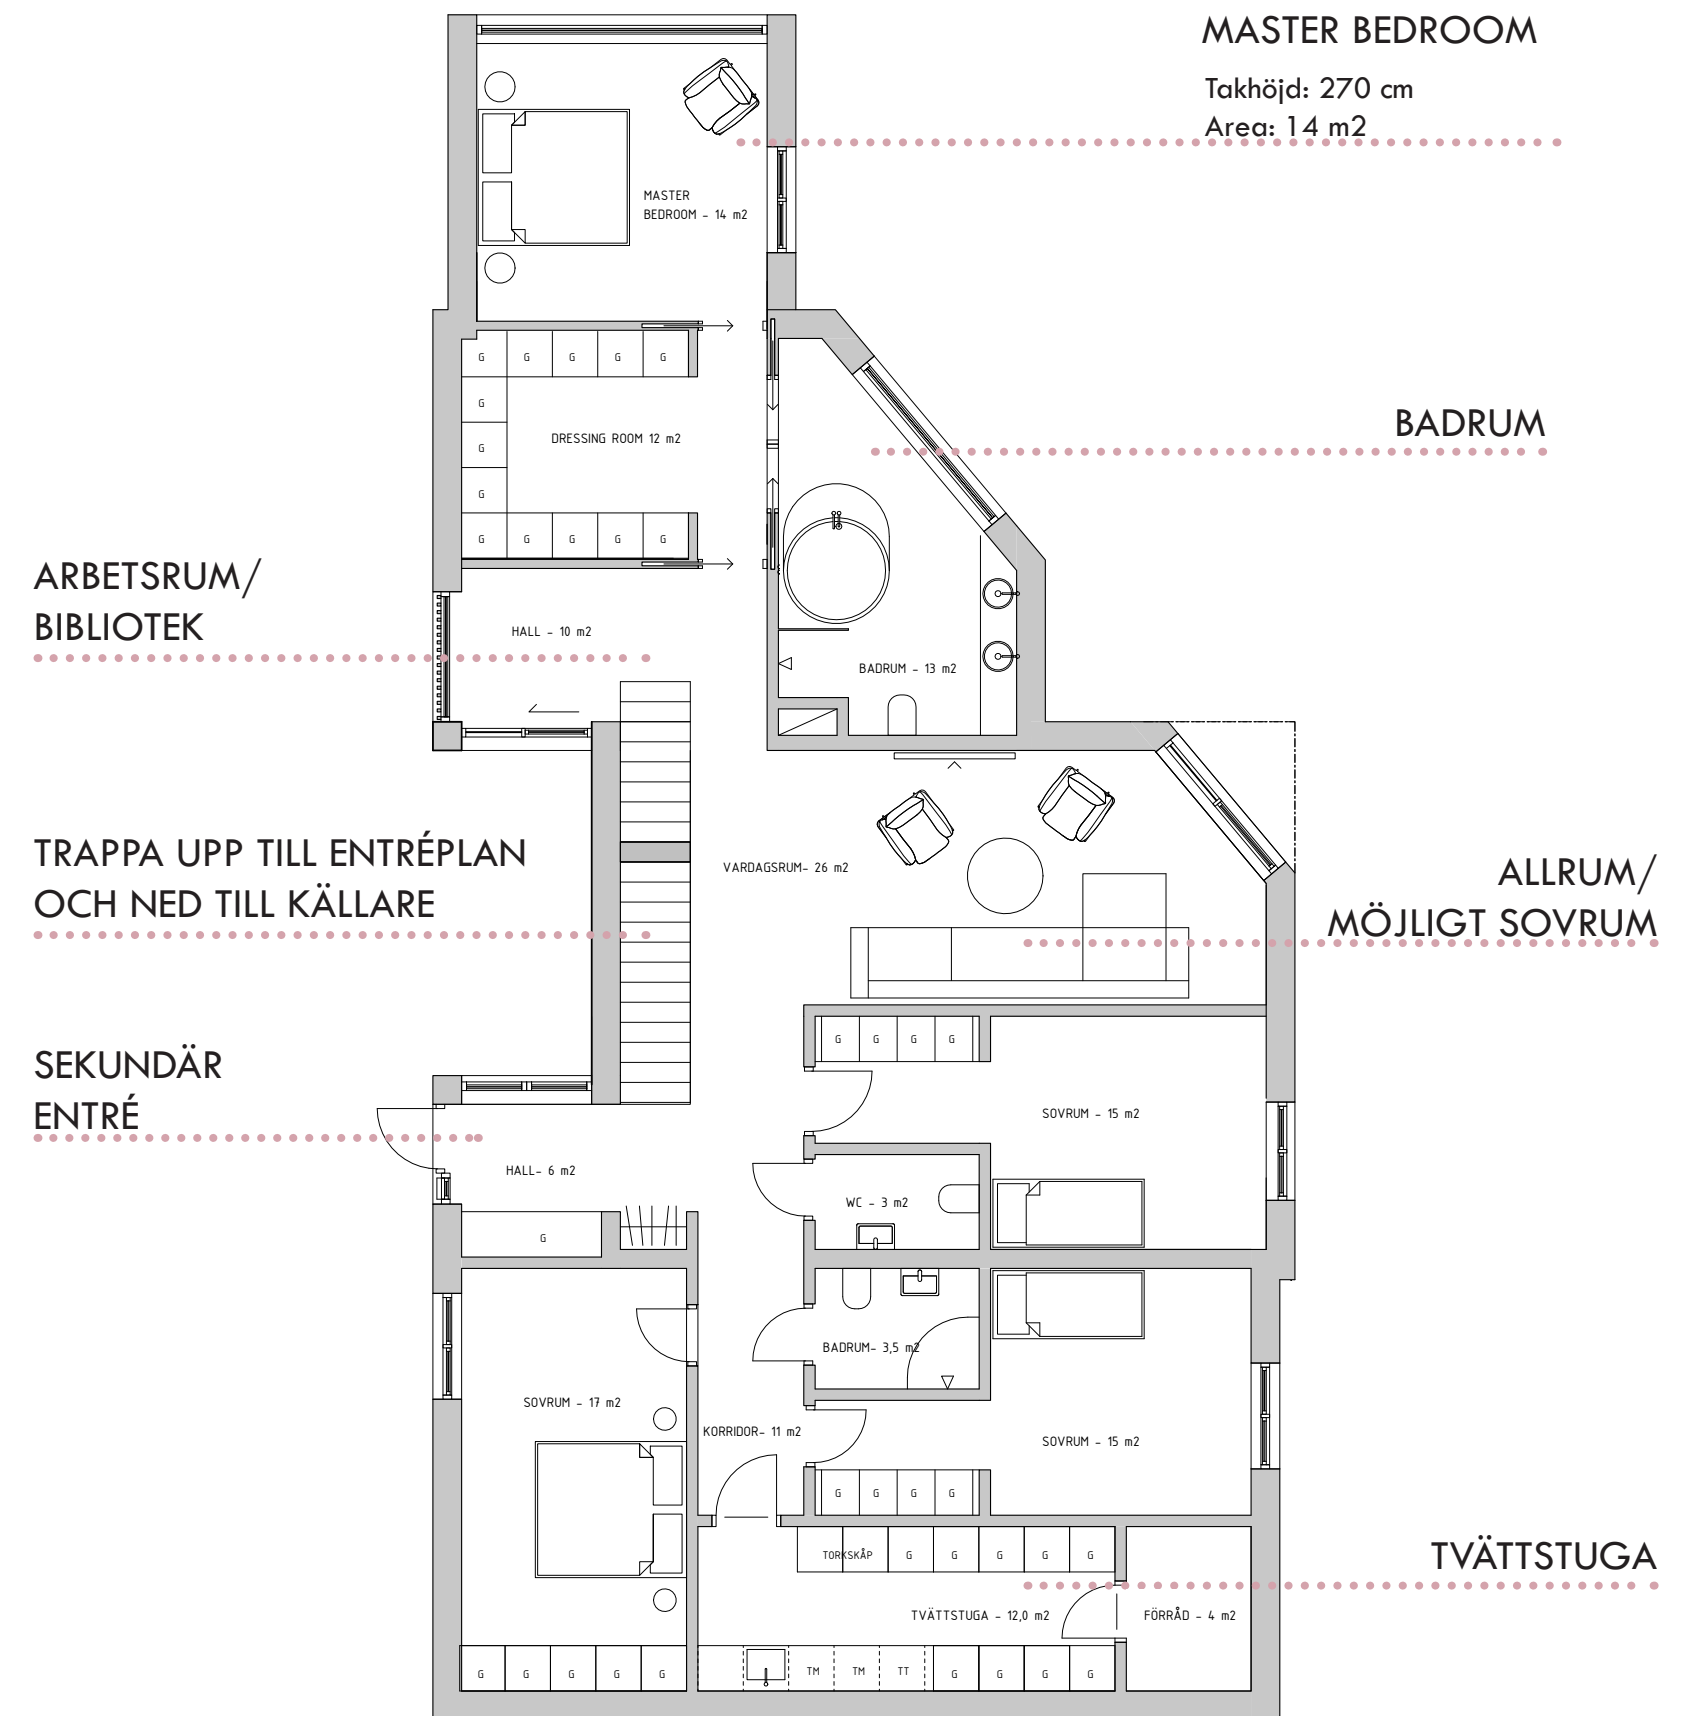 MASTER BEDROOM
Takhöjd: 270 cm
Area: 14 m2
MASTER
BEDROOM - 14 m2
G G G G G
G
DRESSING ROOM 12 m2
G
G
G G G G G
BADRUM
ARBETSRUM/
BIBLIOTEK
HALL - 10 m2
BADRUM - 13 m2
TRAPPA UPP TILL ENTRÉPLAN
OCH NED TILL KÄLLARE
VARDAGSRUM- 26 m2
ALLRUM/
MÖJLIGT SOVRUM
SEKUNDÄR
ENTRÉ
G G G G
SOVRUM - 15 m2
HALL- 6 m2
WC - 3 m2
G
BADRUM- 3,5 m2
SOVRUM - 17 m2
KORRIDOR- 11 m2
SOVRUM - 15 m2
G G G G
TORKSKÅP G G G G G
TVÄTTSTUGA
TVÄTTSTUGA - 12,0 m2
FÖRRÅD - 4 m2
G G G G G
TM TM TT G G G G